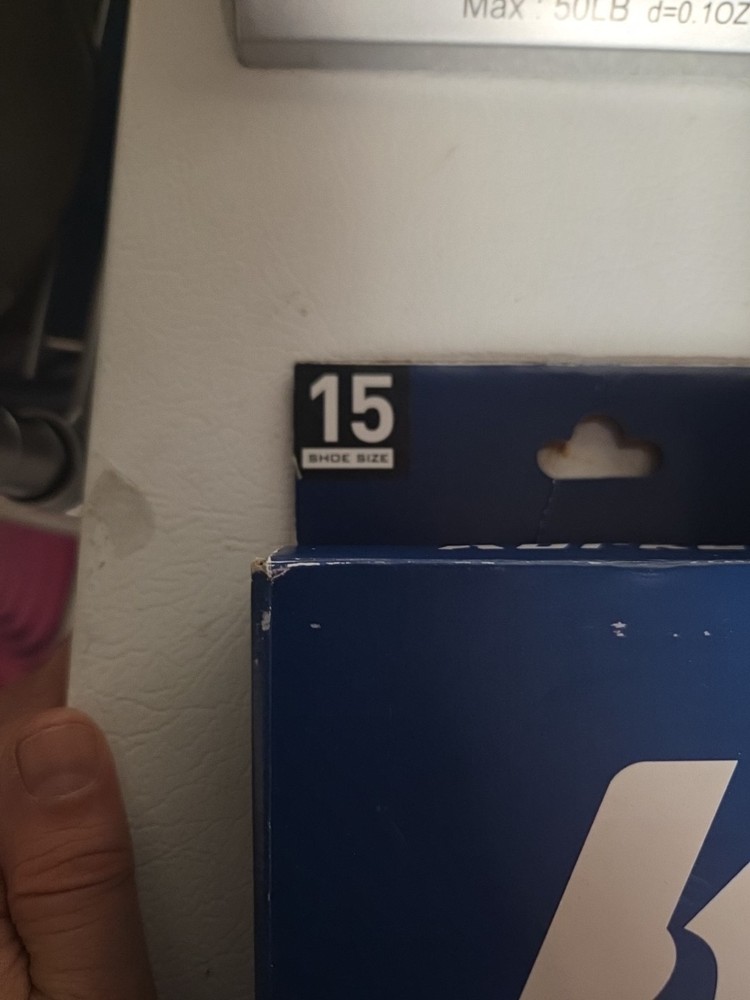 Max : 50LB d=0.1OZ
15
SHOE SIZE